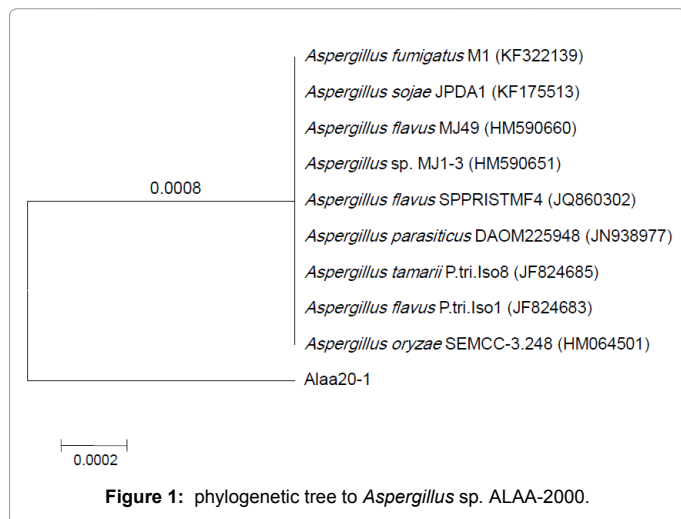 Aspergillus fumigatus M1 (KF322139)
Aspergillus sojae JPDA1 (KF175513)
Aspergillus flavus MJ49 (HM590660)
Aspergillus sp. MJ1-3 (HM590651)
0.0008
Aspergillus flavus SPPRISTMF4 (JQ860302)
Aspergillus parasiticus DAOM225948 (JN938977)
Aspergillus tamarii P.tri.Iso8 (JF824685)
Aspergillus flavus P.tri.Iso1 (JF824683)
Aspergillus oryzae SEMCC-3.248 (HM064501)
Alaa20-1
0.0002
Figure 1: phylogenetic tree to Aspergillus sp. ALAA-2000.